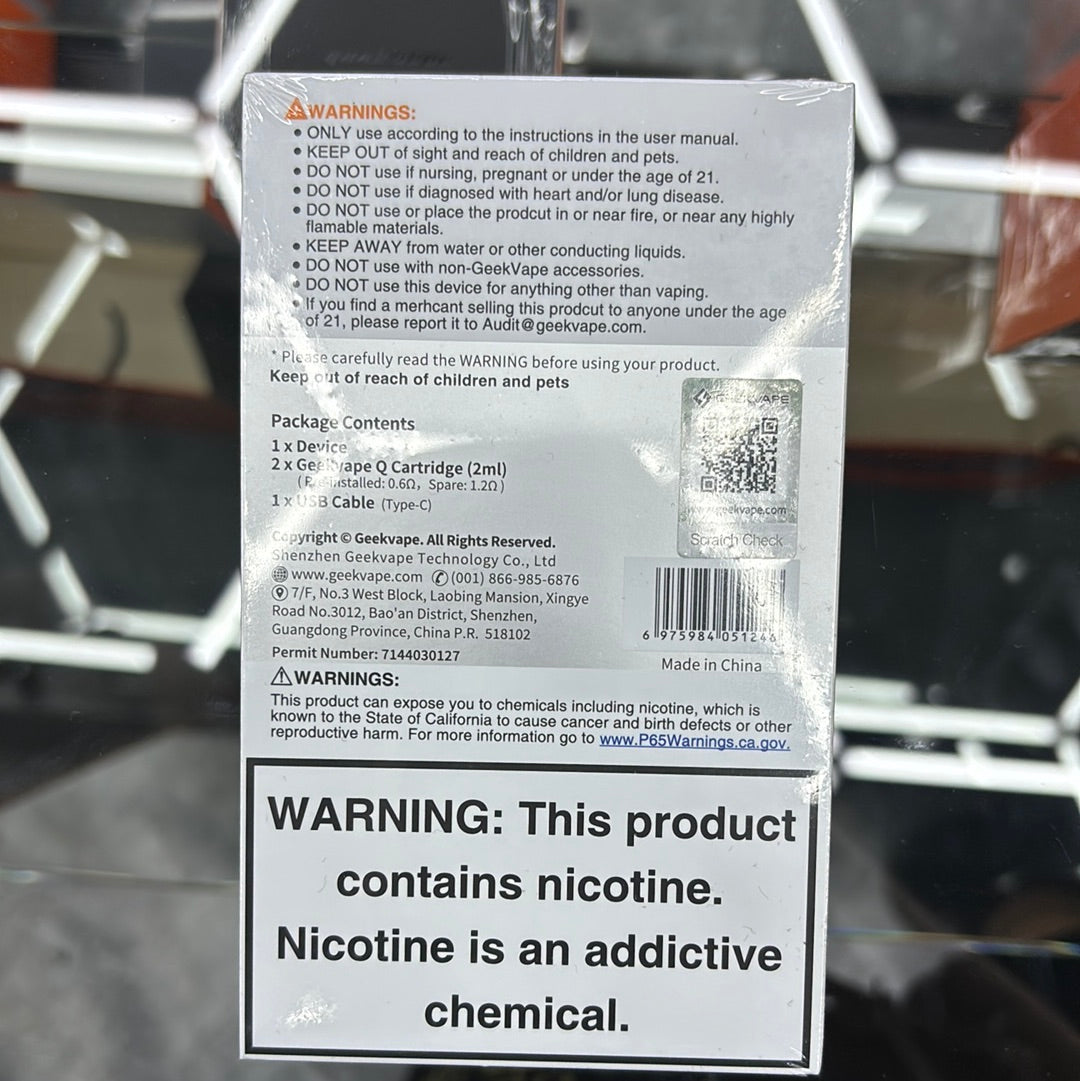 WARNINGS:
• ONLY use according to the instructions in the user manual.
• KEEP OUT of sight and reach of children and pets.
• DO NOT use if nursing, pregnant or under the age of 21.
• DO NOT use if diagnosed with heart and/or lung disease.
• DO NOT use or place the prodcut in or near fire, or near any highly
flamable materials.
• KEEP AWAY from water or other conducting liquids.
• DO NOT use with non-GeekVape accessories.
• DO NOT use this device for anything other than vaping.
• If you find a merhcant selling this prodcut to anyone under the age
of 21, please report it to Audit@geekvape.com.
* Please carefully read the WARNING before using your product.
Keep out of reach of children and pets
Package Contents
1 x Device
2 x Geekvape Q Cartridge (2ml)
(Pre-installed: 0.6Ω, Spare: 1.2Ω)
1 x USB Cable (Type-C)
GEEKVAPE
www.geekvape.com
Scratch Check
Copyright © Geekvape. All Rights Reserved.
Shenzhen Geekvape Technology Co., Ltd
www.geekvape.com (001) 866-985-6876
7/F, No.3 West Block, Laobing Mansion, Xingye
Road No.3012, Bao'an District, Shenzhen,
Guangdong Province, China P.R. 518102
Permit Number: 7144030127
6 975984 051246
Made in China
WARNINGS:
This product can expose you to chemicals including nicotine, which is
known to the State of California to cause cancer and birth defects or other
reproductive harm. For more information go to www.P65Warnings.ca.gov.
WARNING: This product
contains nicotine.
Nicotine is an addictive
chemical.